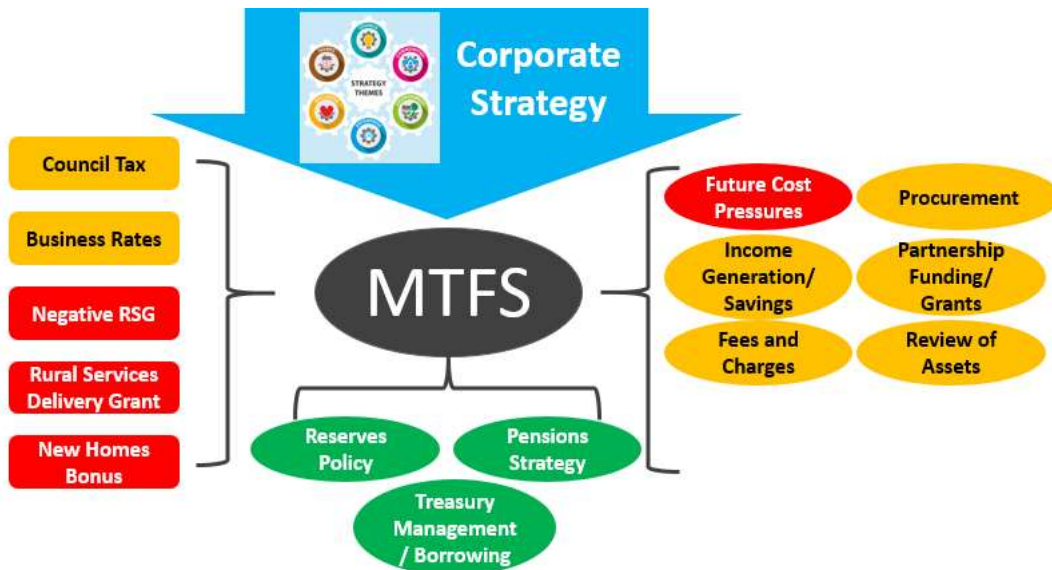 Corporate
Strategy
STRATEGY
THEMES
Council Tax
Business Rates
Negative RSG
Rural Services
Delivery Grant
New Homes
Bonus
MTFS
Reserves
Policy
Pensions
Strategy
Treasury
Management
/ Borrowing
Future Cost
Pressures
Procurement
Income
Generation/
Savings
Partnership
Funding/
Grants
Fees and
Charges
Review of
Assets